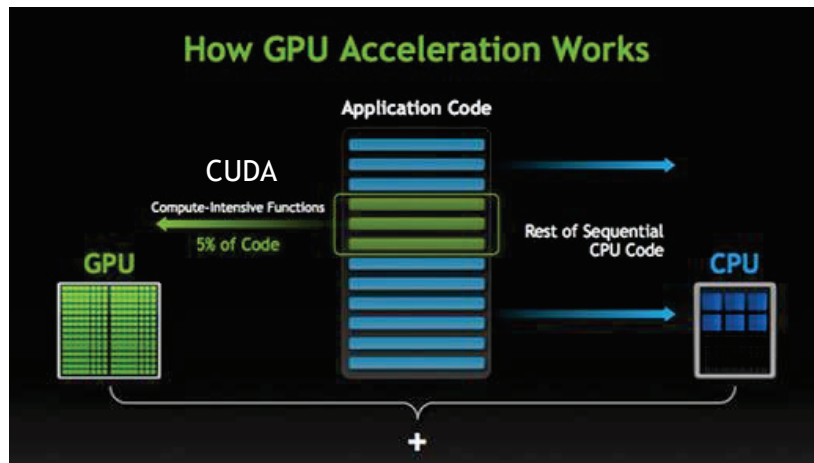 How GPU Acceleration Works
Application Code
CUDA
Compute-Intensive Functions
5% of Code
Rest of Sequential
CPU Code
GPU
CPU
+